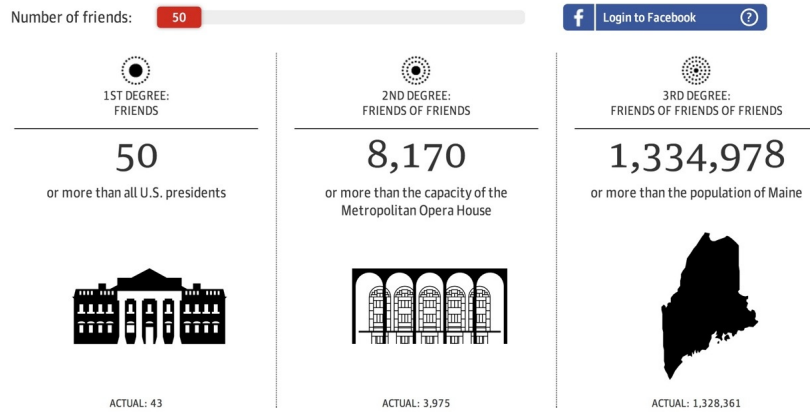 Number of friends:
50
f Login to Facebook ?
1ST DEGREE:
FRIENDS
50
or more than all U.S. presidents
ACTUAL: 43
2ND DEGREE:
FRIENDS OF FRIENDS
8,170
or more than the capacity of the
Metropolitan Opera House
ACTUAL: 3,975
3RD DEGREE:
FRIENDS OF FRIENDS OF FRIENDS
1,334,978
or more than the population of Maine
ACTUAL: 1,328,361